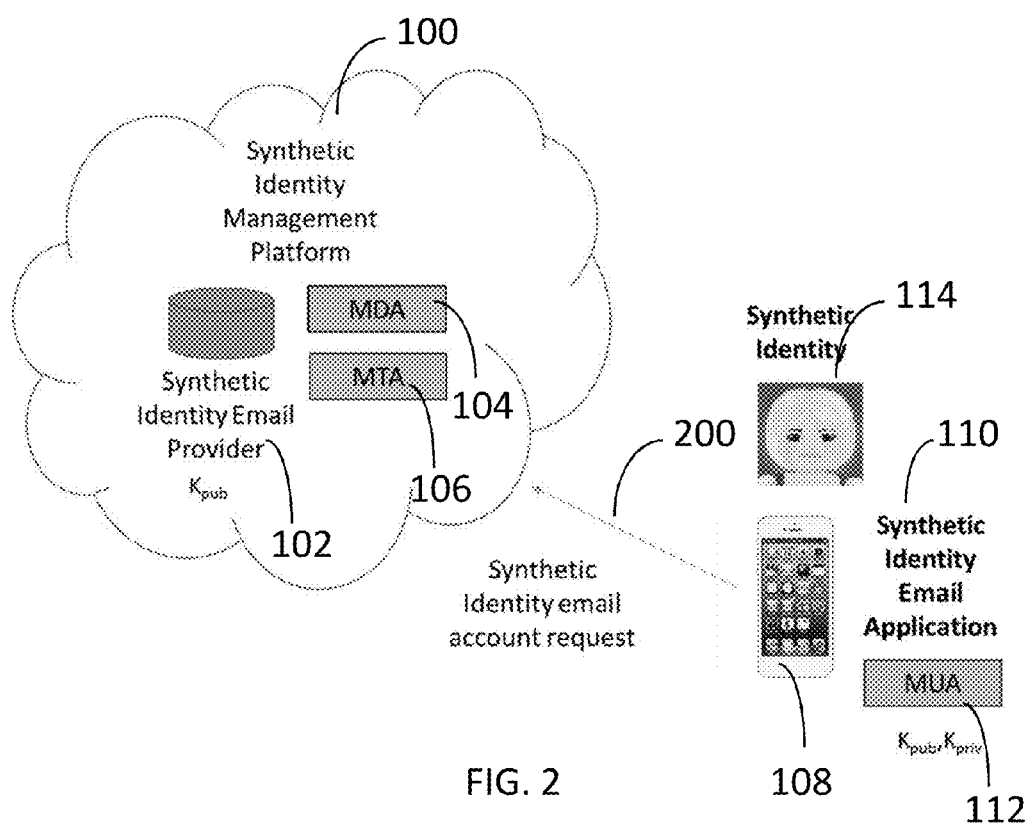 100
Synthetic
Identity
Management
Platform
MDA
MTA
104
106
Synthetic
Identity Email
Provider
Kpub
102
Synthetic
Identity
114
200
110
Synthetic
Identity email
account request
Synthetic
Identity
Email
Application
MUA
Kpub,Kpriv
108
112
FIG. 2